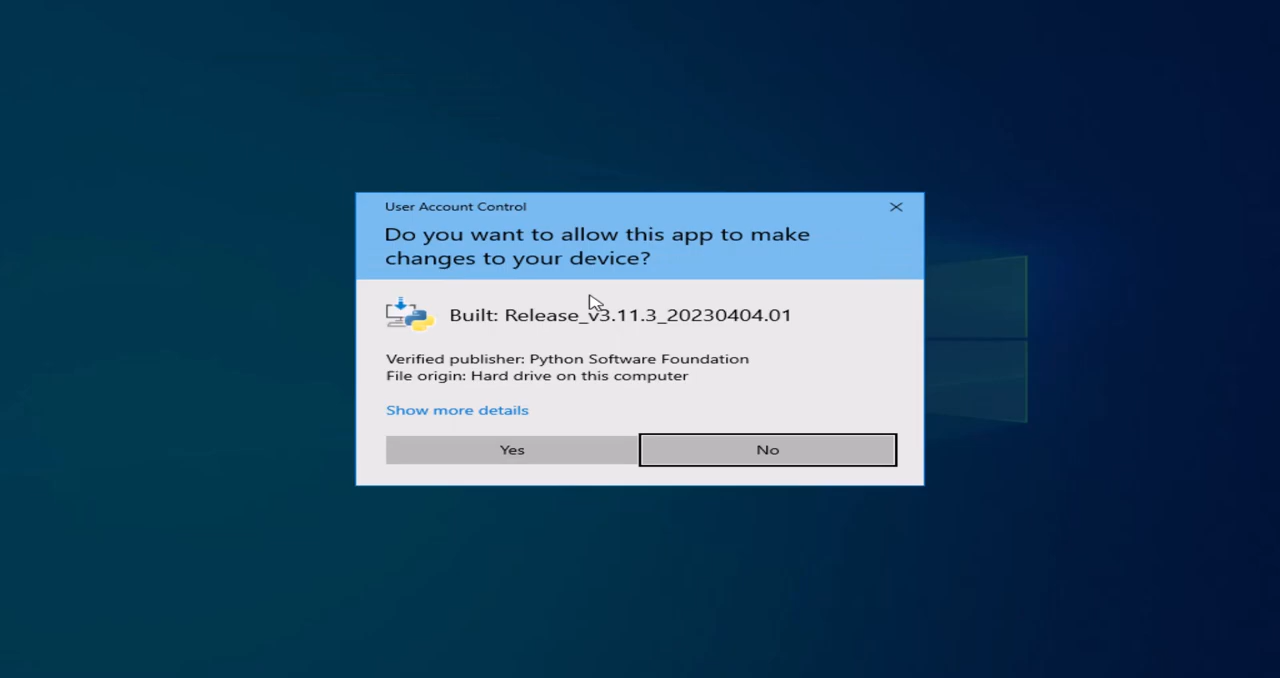 User Account Control
Do you want to allow this app to make
changes to your device?
Built: Release_v3.11.3_20230404.01
Verified publisher: Python Software Foundation
File origin: Hard drive on this computer
Show more details
Yes
No